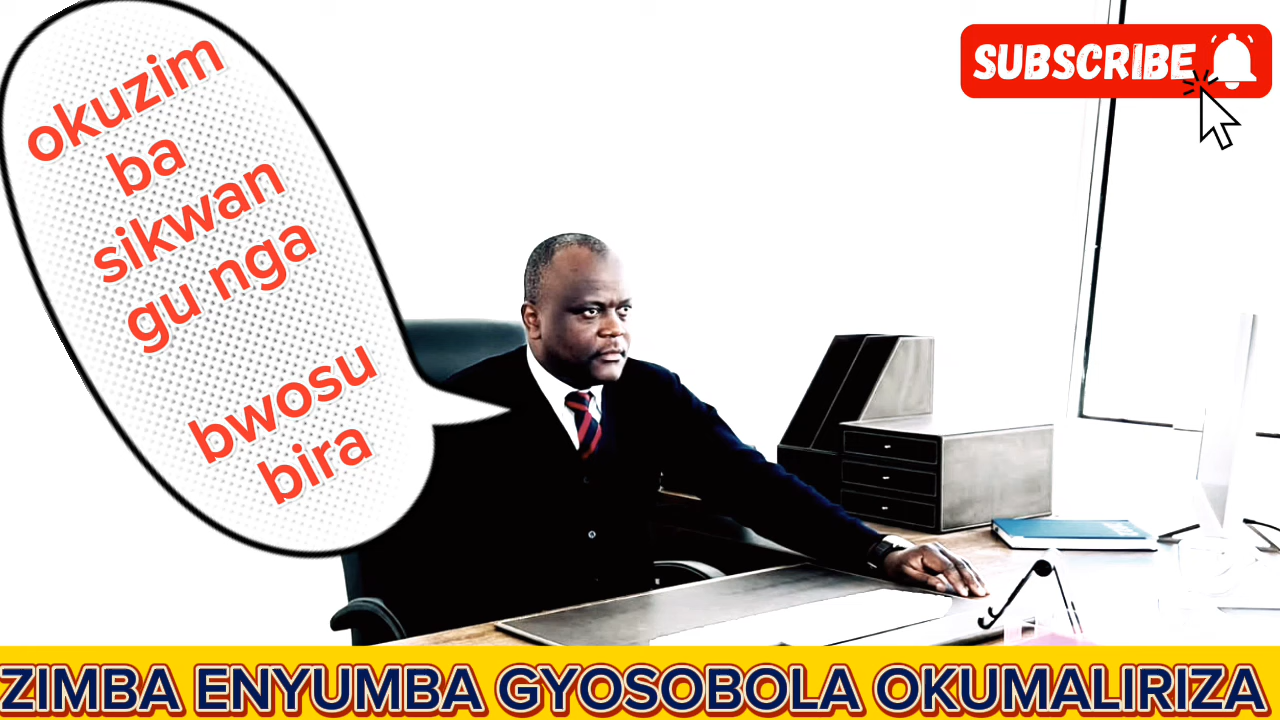 okuzim
ba
sikwan
gu nga
bwosu
bira
SUBSCRIBE
ZIMBA ENYUMBA GYOSOBOLA OKUMALIRIZA